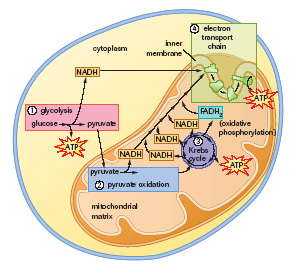 ④ electron
transport
chain
inner
membrane
cytoplasm
NADH
ATP
① glycolysis
glucose
pyruvate
ATP
FADH₂
NADH
(oxidative
phosphorylation)
NADH
NADH
NADH
③
Krebs
cycle
ATP
pyruvate
② pyruvate oxidation
mitochondrial
matrix